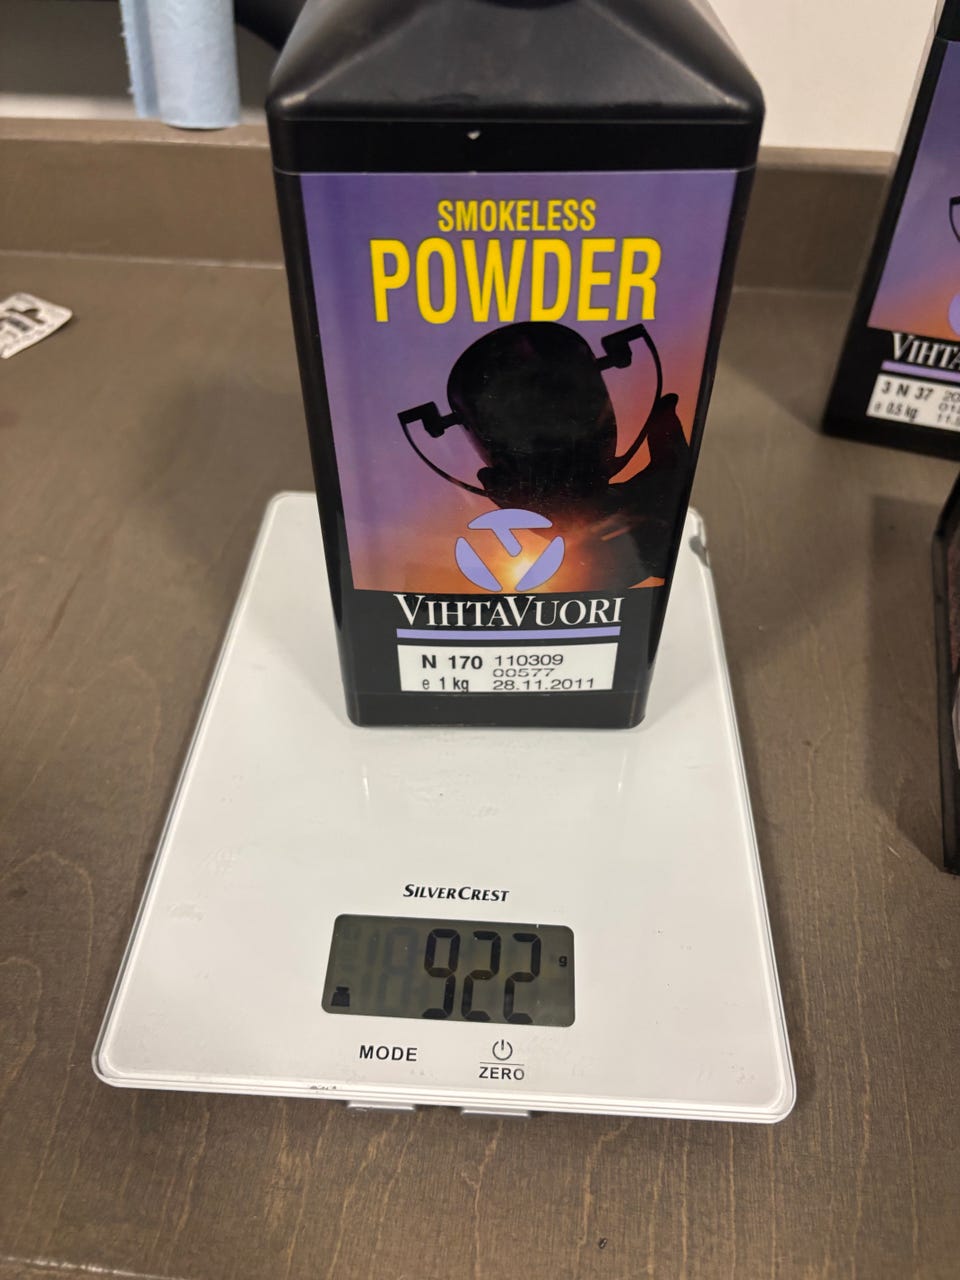 SMOKELESS
POWDER
VIHTAVUORI
N 170 110309
00577
e 1 kg 28.11.2011
VIHTA
3 N 37 20
e 0.5 kg
SILVERCREST
922 g
MODE
ZERO